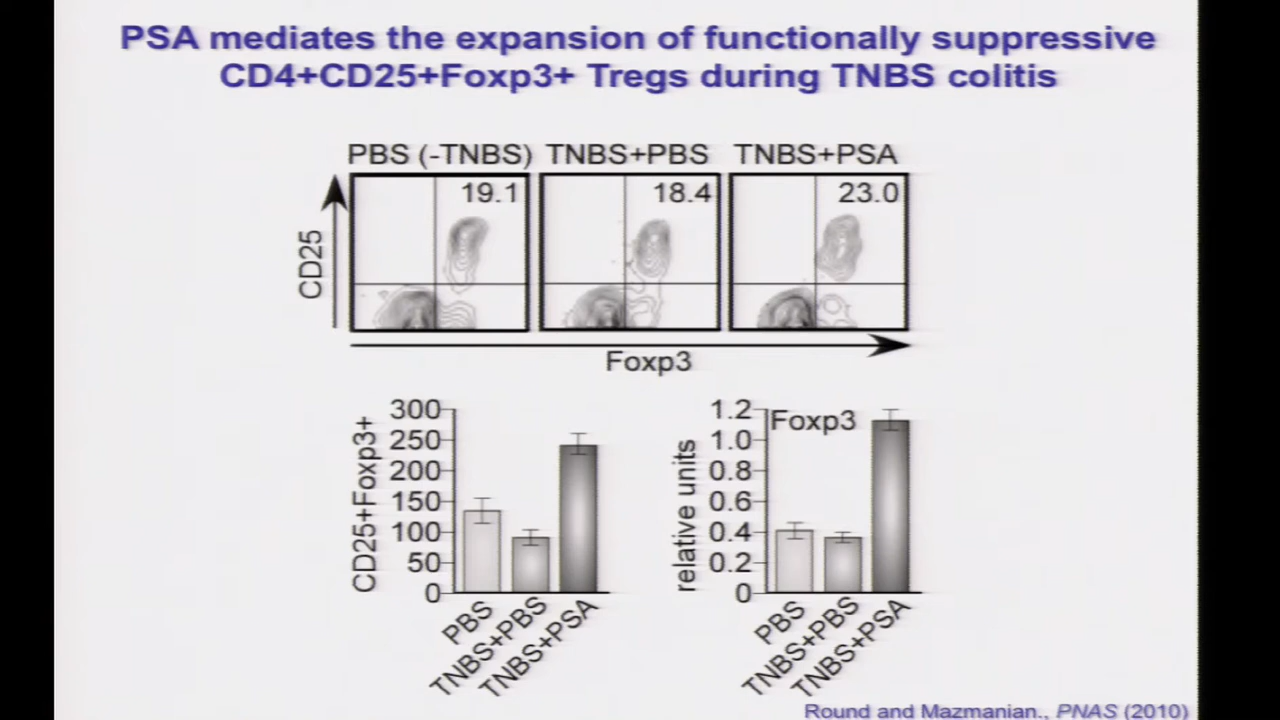 PSA mediates the expansion of functionally suppressive
CD4+CD25+Foxp3+ Tregs during TNBS colitis
PBS (-TNBS) TNBS+PBS TNBS+PSA
19.1 18.4 23.0
CD25
Foxp3
CD25+Foxp3+
300
250
200
150
100
50
0
PBS
TNBS+PBS
TNBS+PSA
relative units
Foxp3
1.2
1.0
0.8
0.6
0.4
0.2
0
PBS
TNBS+PBS
TNBS+PSA
Round and Mazmanian., PNAS (2010)